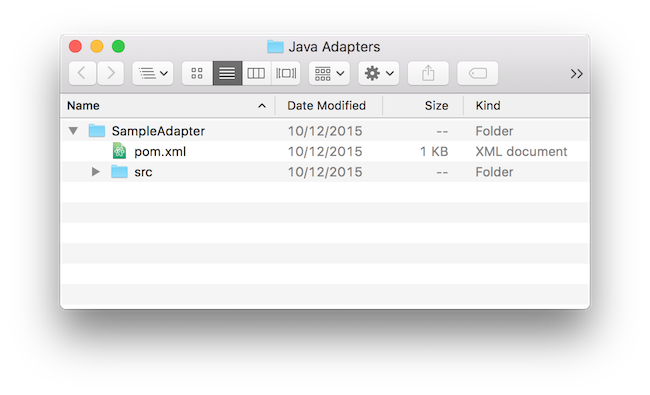 Java Adapters
Name Date Modified Size Kind
SampleAdapter 10/12/2015 -- Folder
pom.xml 10/12/2015 1 KB XML document
src 10/12/2015 -- Folder